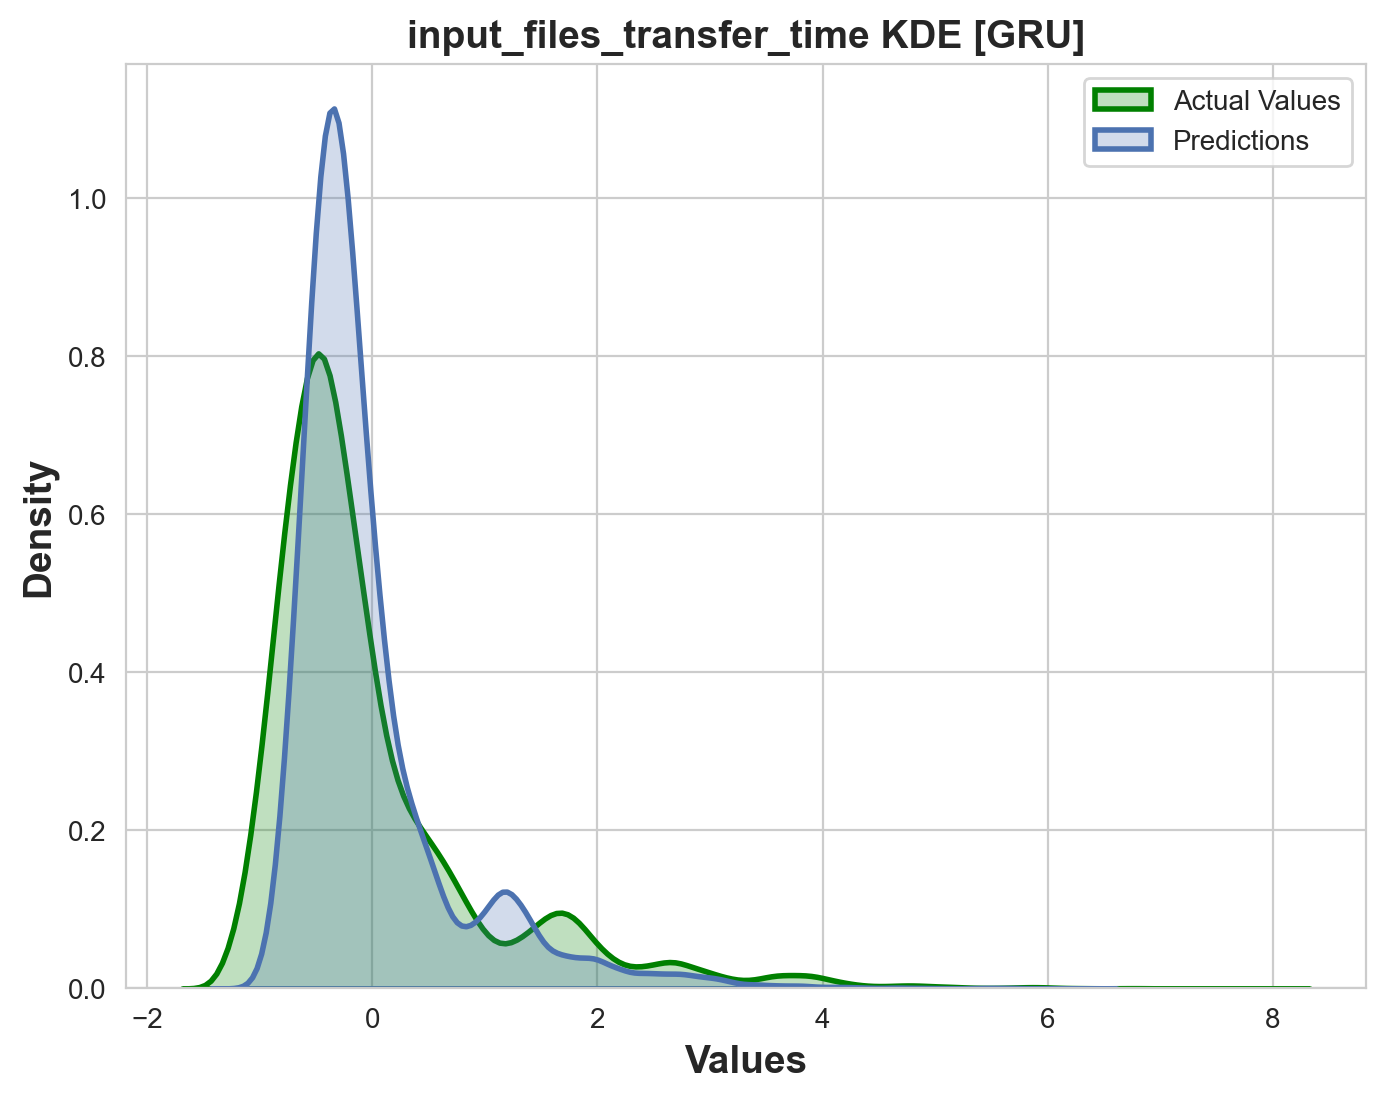 input_files_transfer_time KDE [GRU]
Actual Values
Predictions
Density
1.0
0.8
0.6
0.4
0.2
0.0
−2
0
2
4
6
8
Values